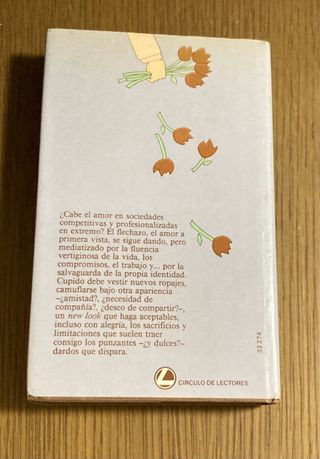 ¿Cabe el amor en sociedades
competitivas y profesionalizadas
en extremo? El flechazo, el amor a
primera vista, se sigue dando, pero
mediatizado por la fluencia
vertiginosa de la vida, los
compromisos, el trabajo y... por la
salvaguarda de la propia identidad.
Cupido debe vestir nuevos ropajes,
camuflarse bajo otra apariencia
-¿amistad?, ¿necesidad de
compañía?, ¿deseo de compartir?-,
un new look que haga aceptables,
incluso con alegría, los sacrificios y
limitaciones que suelen traer
consigo los punzantes -¿y dulces?-
dardos que dispara.
33 274
CIRCULO DE LECTORES